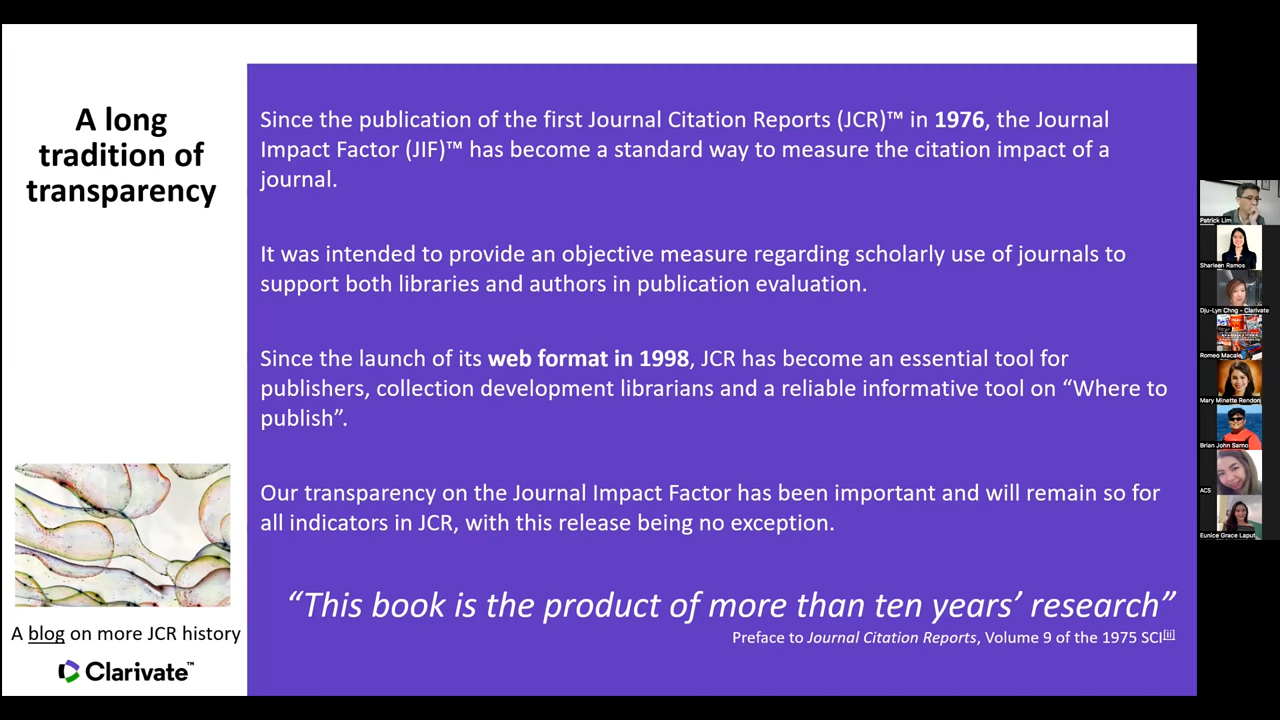 A long
tradition of
transparency
Since the publication of the first Journal Citation Reports (JCR)™ in 1976, the Journal
Impact Factor (JIF)™ has become a standard way to measure the citation impact of a
journal.
It was intended to provide an objective measure regarding scholarly use of journals to
support both libraries and authors in publication evaluation.
Since the launch of its web format in 1998, JCR has become an essential tool for
publishers, collection development librarians and a reliable informative tool on “Where to
publish”.
Our transparency on the Journal Impact Factor has been important and will remain so for
all indicators in JCR, with this release being no exception.
“This book is the product of more than ten years’ research”
Preface to Journal Citation Reports, Volume 9 of the 1975 SCI[ii]
A blog on more JCR history
Clarivate™
Patrick Lim
Sharleen Ramos
Dju-Lyn Chng - Clarivate
Romeo Macale
Mary Minette Rendon
Brian John Sarno
ACS
Eunice Grace Laput